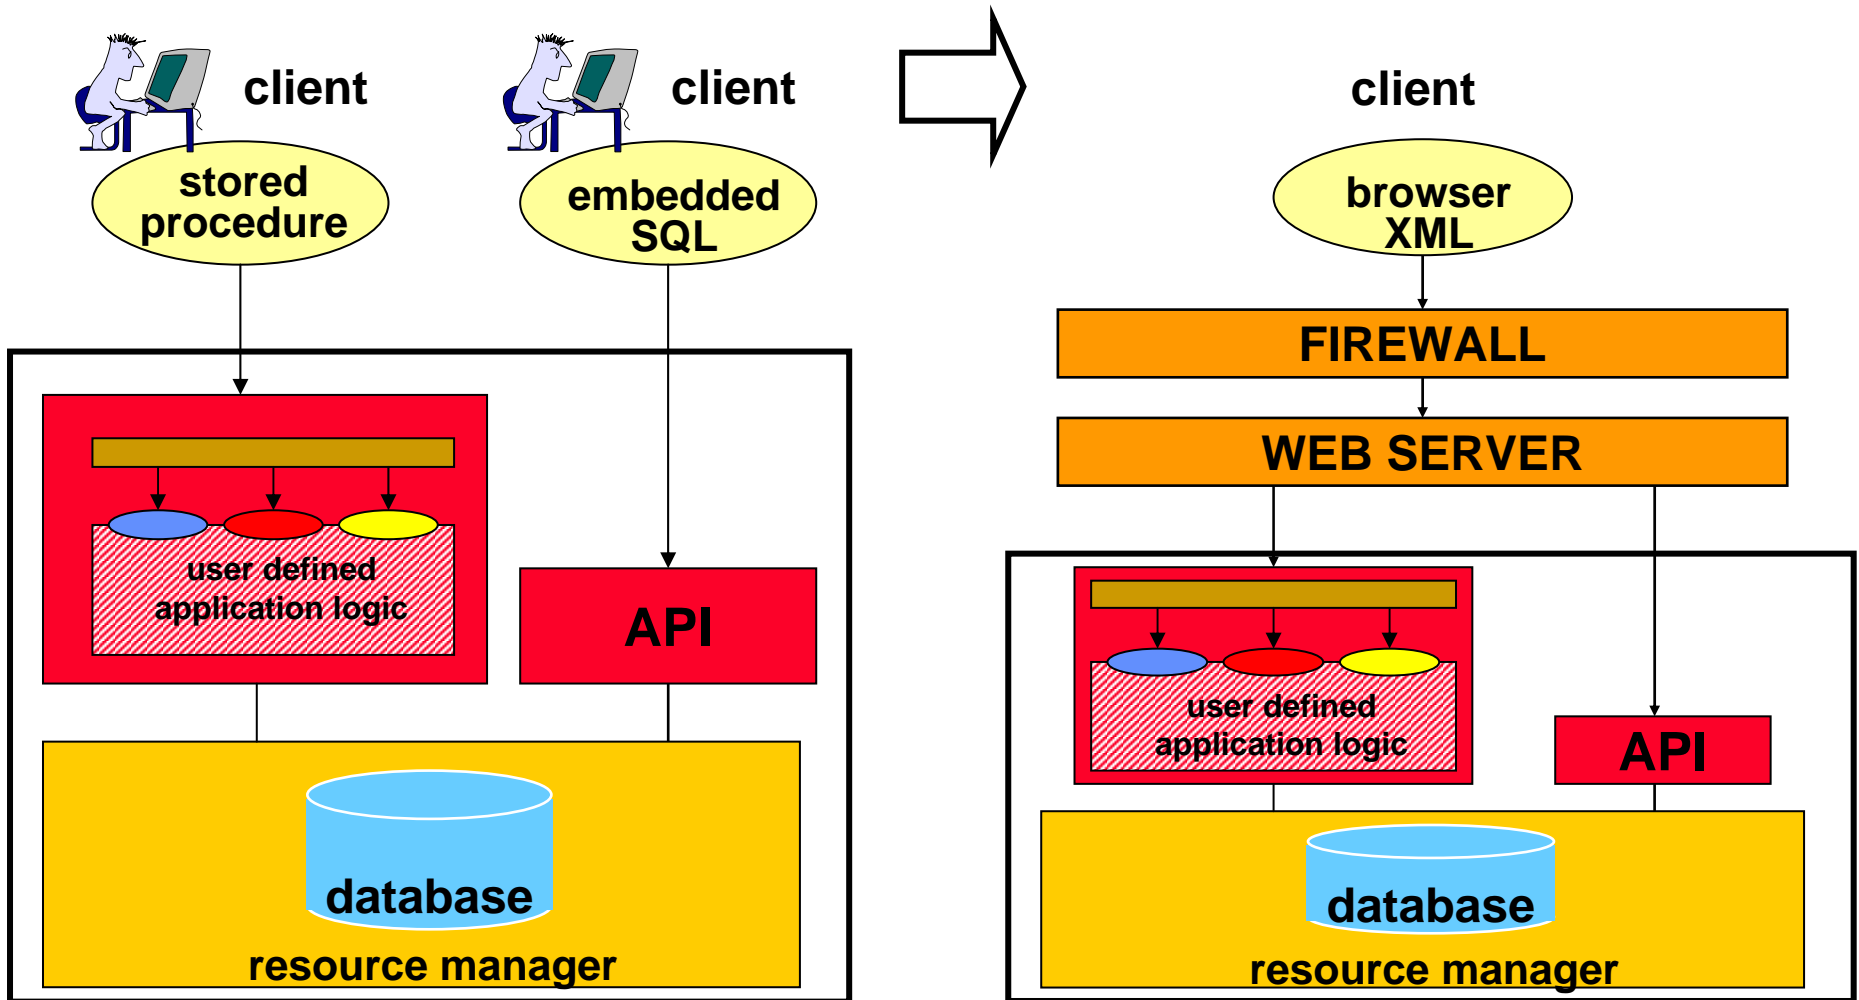 client
stored
procedure
client
embedded
SQL
user defined
application logic
API
database
resource manager
client
browser
XML
FIREWALL
WEB SERVER
user defined
application logic
API
database
resource manager